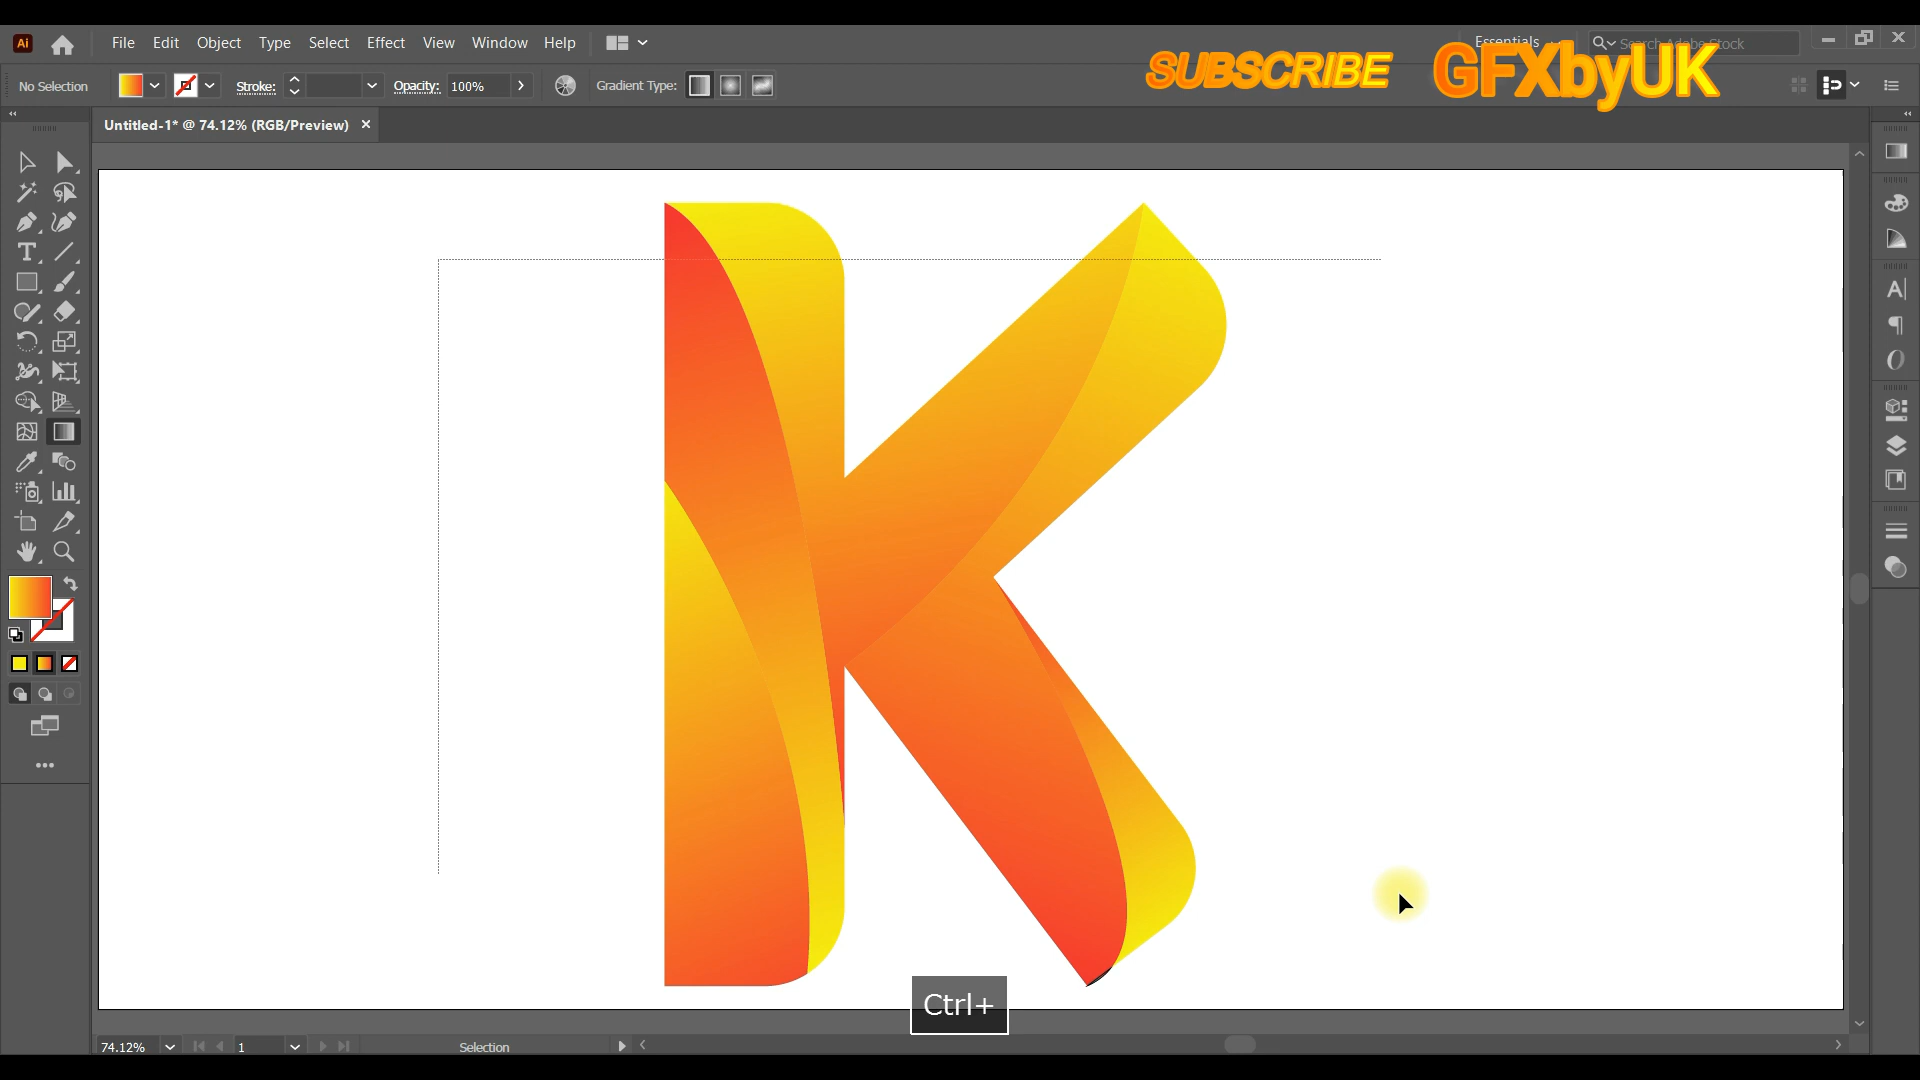 Ai File Edit Object Type Select Effect View Window Help Essentials Search Adobe Stock
SUBSCRIBE GFXbyUK
No Selection Stroke: Opacity: 100% Gradient Type:
Untitled-1* @ 74.12% (RGB/Preview) ×
K
Ctrl+
74.12% 1 Selection